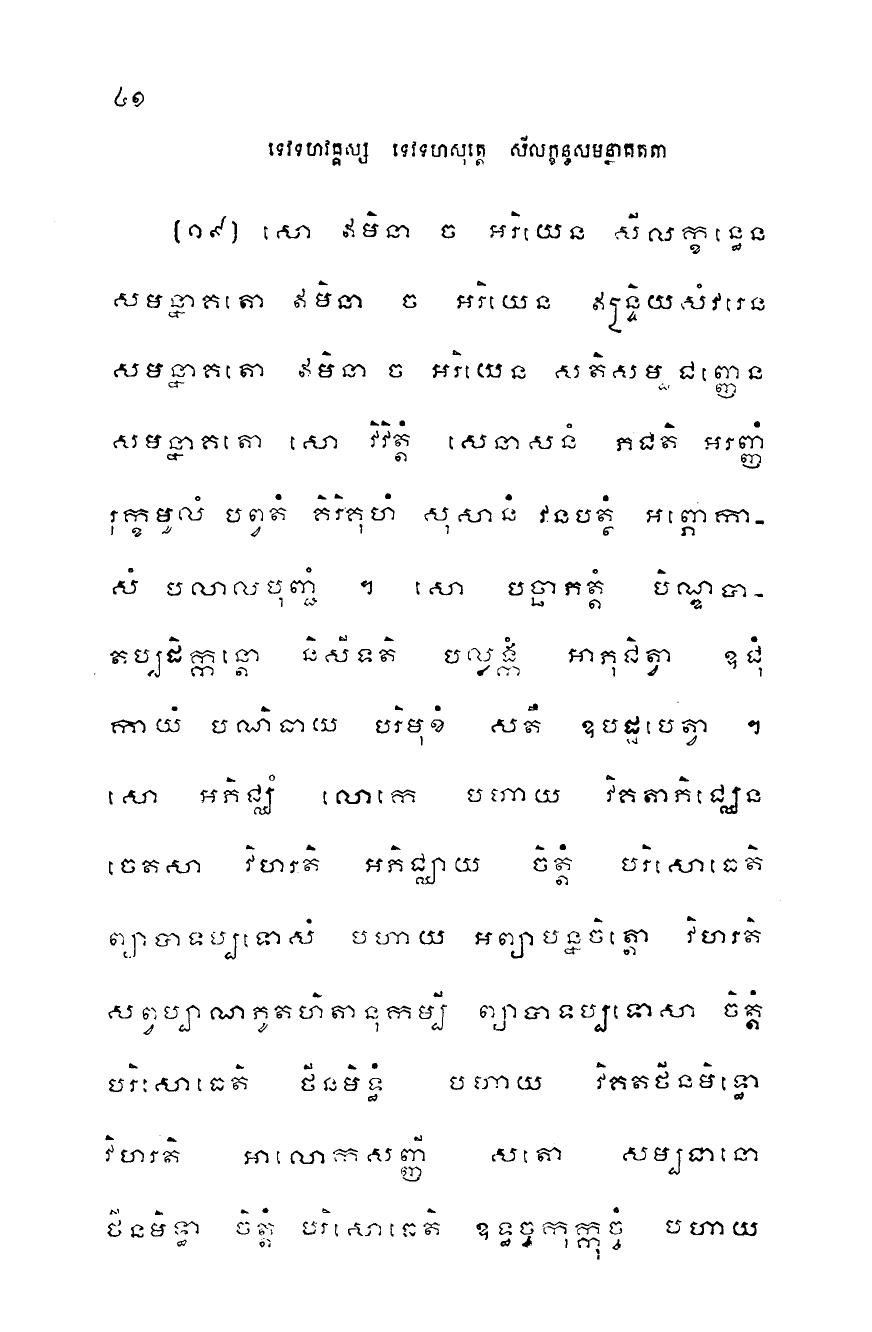 ៤១
ទេវទហវគ្គស្ស ទេវទហសុត្តេ សីលក្ខន្ធសមន្នាគតតា
(១៩) សោ ឥមិនា ច អរិយេន សីលក្ខន្ធេន
សមន្នាគតោ ឥមិនា ច អរិយេន ឥន្ទ្រិយសំវរេន
សមន្នាគតោ ឥមិនា ច អរិយេន សតិសម្បជញ្ញេន
សមន្នាគតោ សោ វិវិត្តំ សេនាសនំ ភជតិ អរញ្ញំ
រុក្ខមូលំ បព្វតំ គិរិគុហំ សុសានំ វនបត្ថំ អព្ភោកា-
សំ បលាលបុញ្ជំ ។ សោ បច្ឆាភត្តំ បិណ្ឌបា-
តប្បដិក្កន្តោ និសីទតិ បល្លង្កំ អាភុជិត្វា ឧជុំ
កាយំ បណិធាយ បរិមុខំ សតឹ ឧបដ្ឋបេត្វា ។
សោ អភិជ្ឈំ លោកេ បហាយ វិគតាភិជ្ឈេន
ចេតសា វិហរតិ អភិជ្ឈាយ ចិត្តំ បរិសោធេតិ
ព្យាបាទប្បទោសំ បហាយ អព្យាបន្នចិត្តោ វិហរតិ
សព្វប្បាណភូតហិតានុកម្បី ព្យាបាទប្បទោសា ចិត្តំ
បរិសោធេតិ ថីនមិទ្ធំ បហាយ វិគតថីនមិទ្ធោ
វិហរតិ អាលោកសញ្ញី សតោ សម្បជានោ
ថីនមិទ្ធា ចិត្តំ បរិសោធេតិ ឧទ្ធច្ចកុក្កុច្ចំ បហាយ